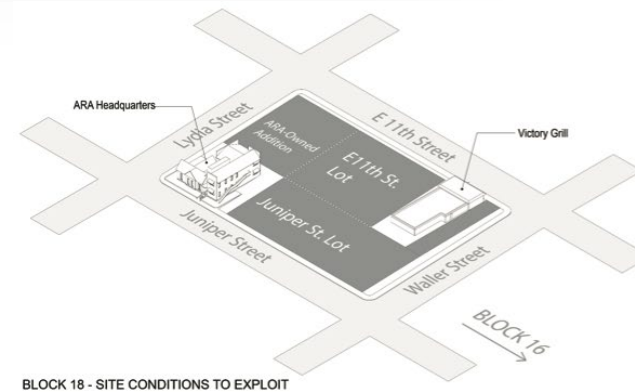 ARA Headquarters
Lydia Street
ARA-Owned
Addition
E 11th Street
Victory Grill
E11th St.
Lot
Juniper St. Lot
Juniper Street
Waller Street
BLOCK 16
BLOCK 18 - SITE CONDITIONS TO EXPLOIT